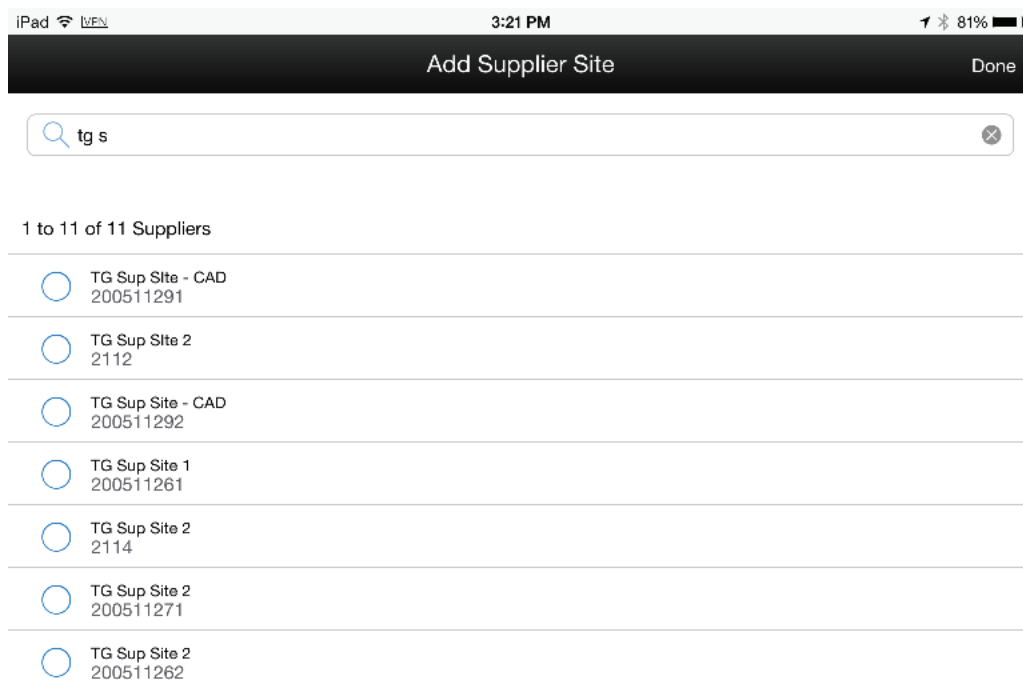 iPad VPN 3:21 PM 81%
Add Supplier Site Done
tg s
1 to 11 of 11 Suppliers
TG Sup SIte - CAD
200511291
TG Sup SIte 2
2112
TG Sup Site - CAD
200511292
TG Sup Site 1
200511261
TG Sup Site 2
2114
TG Sup Site 2
200511271
TG Sup Site 2
200511262